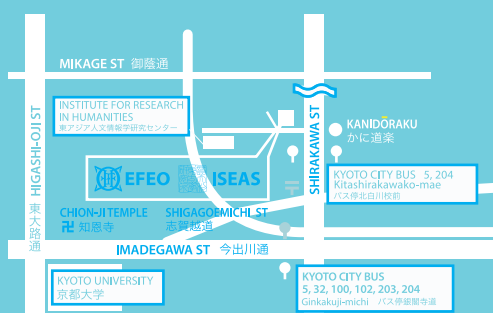 MIKAGE ST 御蔭通
HIGASHI-OJI ST
東大路通
INSTITUTE FOR RESEARCH
IN HUMANITIES
東アジア人文情報学研究センター
SHIRAKAWA ST
KANIDŌRAKU
かに道楽
EFEO
ISEAS
KYOTO CITY BUS 5, 204
Kitashirakawako-mae
バス停北白川校前
CHION-JI TEMPLE
卍 知恩寺
SHIGAGOEMICHI ST
志賀越道
IMADEGAWA ST 今出川通
KYOTO UNIVERSITY
京都大学
KYOTO CITY BUS
5, 32, 100, 102, 203, 204
Ginkakuji-michi バス停銀閣寺道